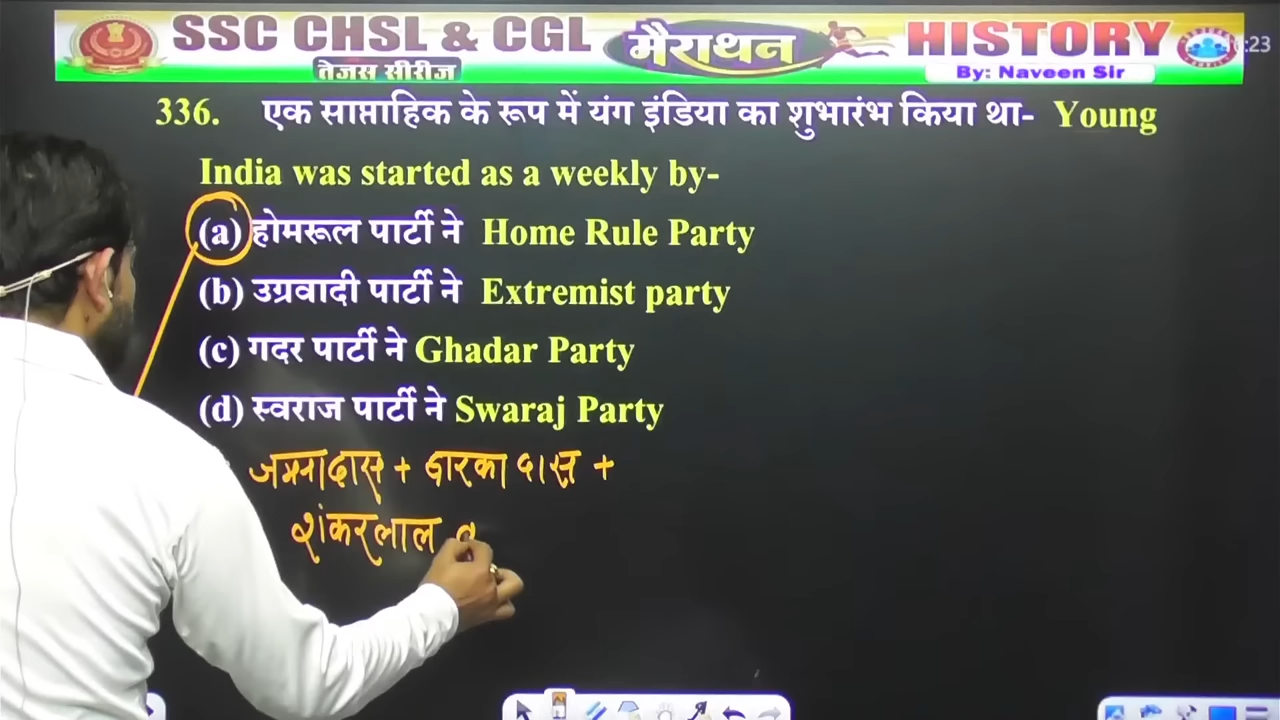 SSC CHSL & CGL
तेजस सीरीज
मैराथन
HISTORY
By: Naveen Sir
336. एक साप्ताहिक के रूप में यंग इंडिया का शुभारंभ किया था- Young
India was started as a weekly by-
(a) होमरूल पार्टी ने Home Rule Party
(b) उग्रवादी पार्टी ने Extremist party
(c) गदर पार्टी ने Ghadar Party
(d) स्वराज पार्टी ने Swaraj Party
जमनादास + द्वारका दास +
शंकरलाल